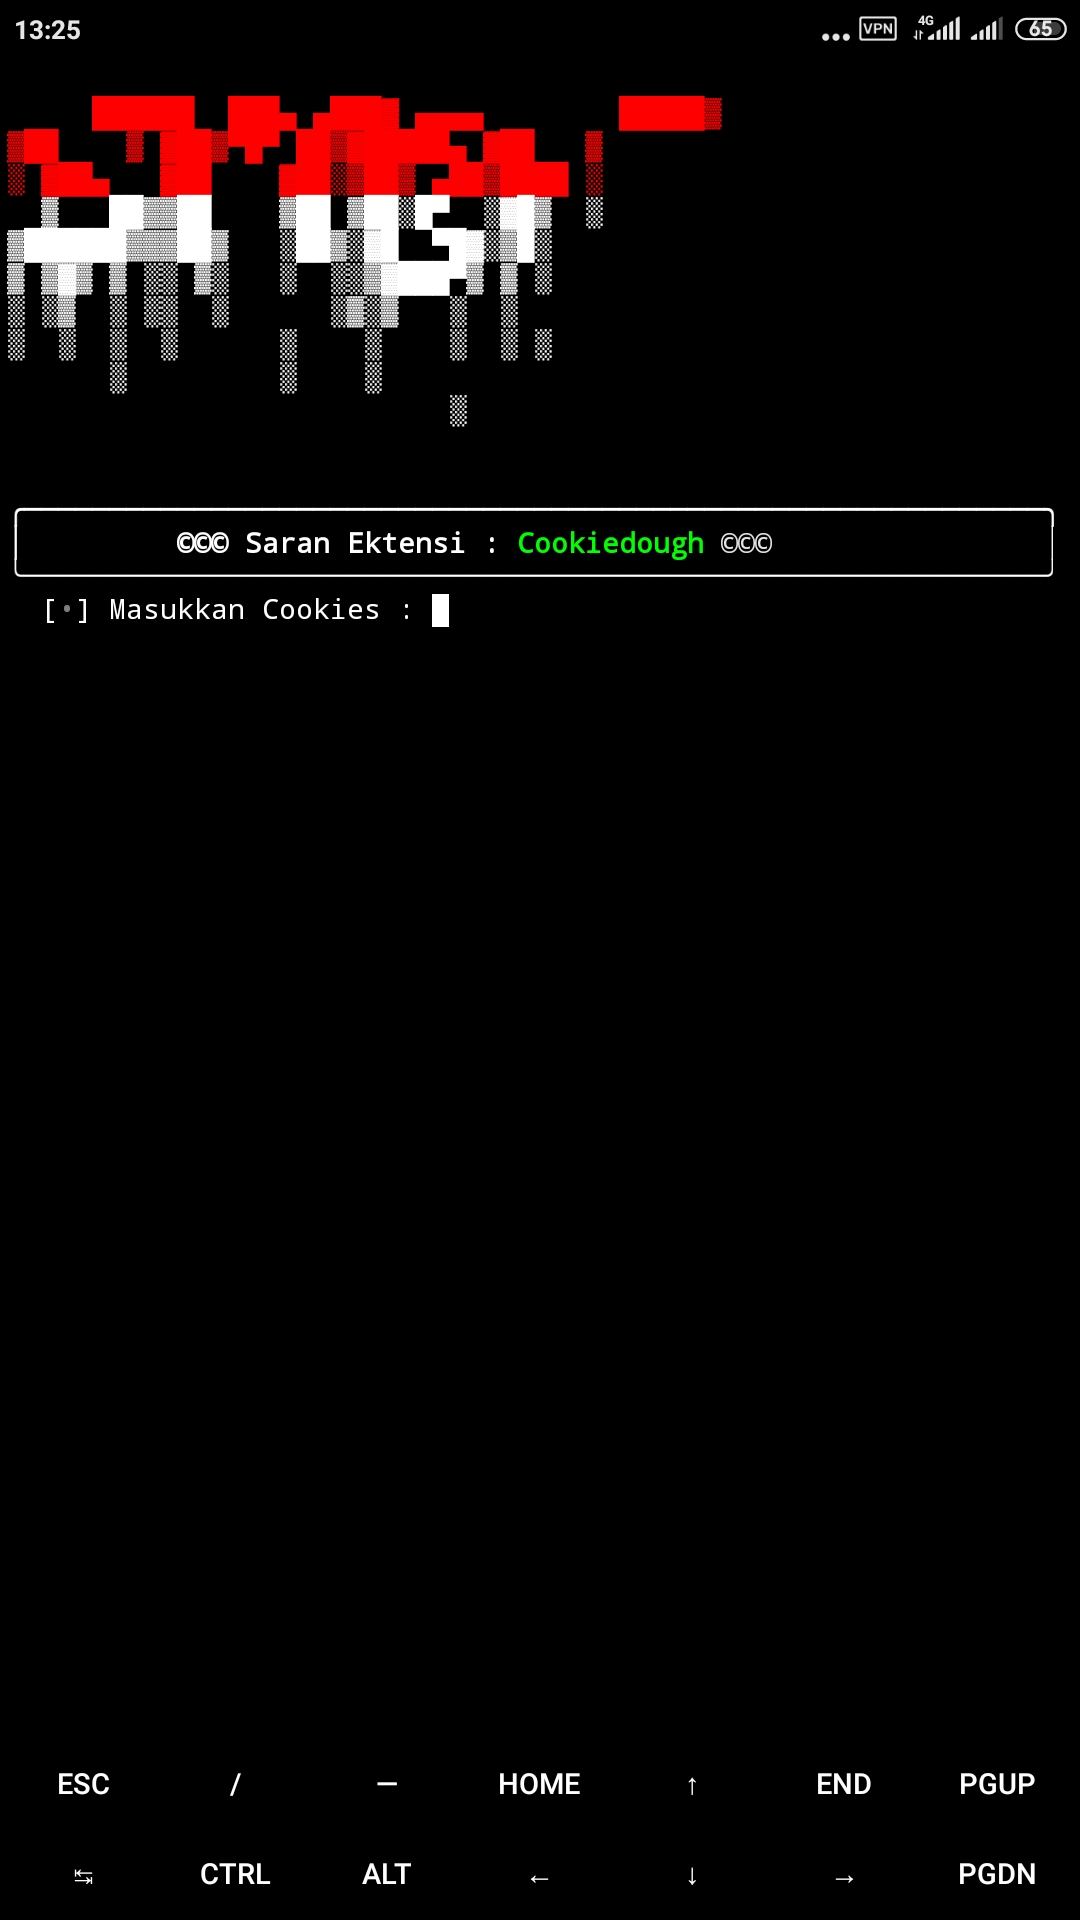 13:25 ... VPN 4G 65
©©© Saran Ektensi : Cookiedough ©©©
[•] Masukkan Cookies :
ESC / — HOME ↑ END PGUP
↹ CTRL ALT ← ↓ → PGDN